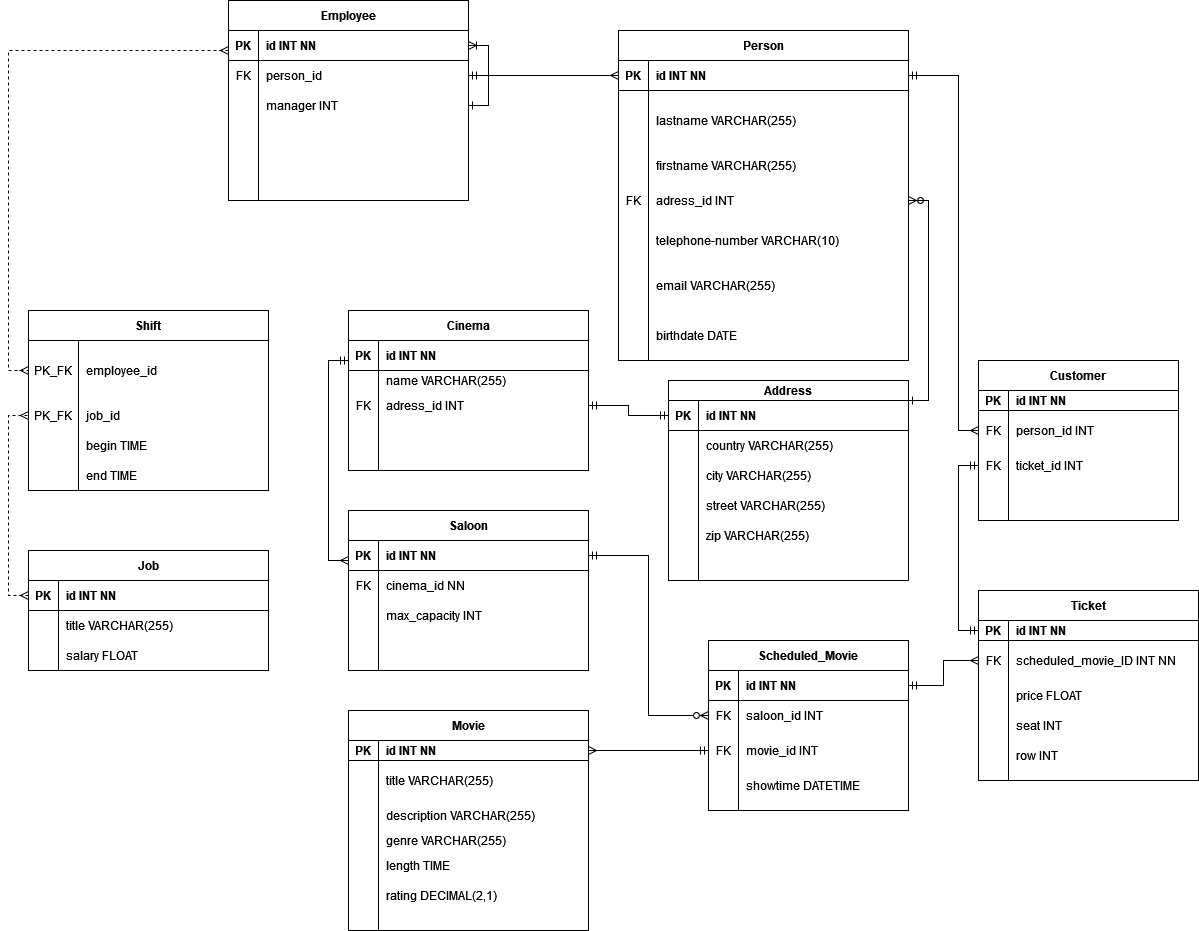 Employee
PK id INT NN
FK person_id
manager INT
Person
PK id INT NN
lastname VARCHAR(255)
firstname VARCHAR(255)
FK adress_id INT
telephone-number VARCHAR(10)
email VARCHAR(255)
birthdate DATE
Shift
PK_FK employee_id
PK_FK job_id
begin TIME
end TIME
Cinema
PK id INT NN
name VARCHAR(255)
FK adress_id INT
Address
PK id INT NN
country VARCHAR(255)
city VARCHAR(255)
street VARCHAR(255)
zip VARCHAR(255)
Customer
PK id INT NN
FK person_id INT
FK ticket_id INT
Saloon
PK id INT NN
FK cinema_id NN
max_capacity INT
Job
PK id INT NN
title VARCHAR(255)
salary FLOAT
Ticket
PK id INT NN
FK scheduled_movie_ID INT NN
price FLOAT
seat INT
row INT
Scheduled_Movie
PK id INT NN
FK saloon_id INT
FK movie_id INT
showtime DATETIME
Movie
PK id INT NN
title VARCHAR(255)
description VARCHAR(255)
genre VARCHAR(255)
length TIME
rating DECIMAL(2,1)